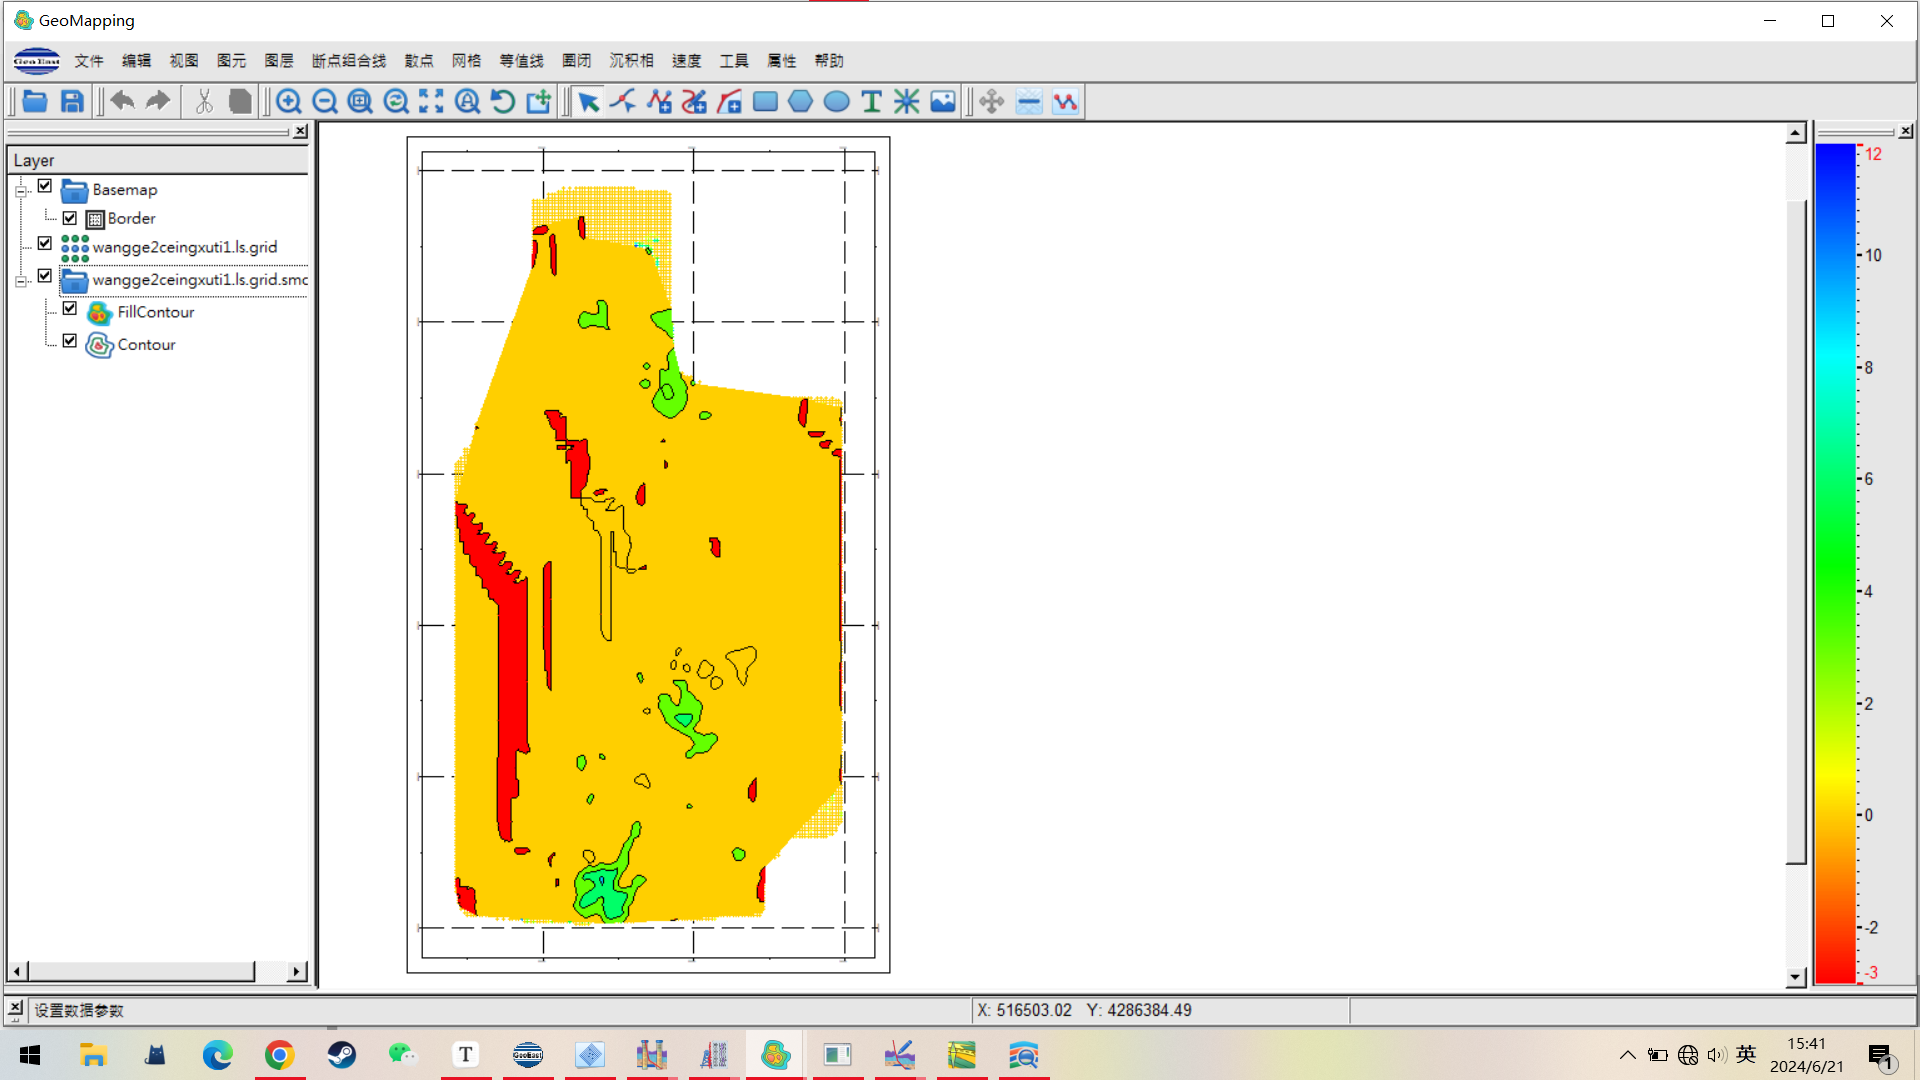 GeoMapping
GeoEast 文件 编辑 视图 图元 图层 断点组合线 散点 网格 等值线 圈闭 沉积相 速度 工具 属性 帮助
Layer
Basemap
Border
wangge2ceingxuti1.ls.grid
wangge2ceingxuti1.ls.grid.smo
FillContour
Contour
12
10
8
6
4
2
0
-2
-3
设置数据参数
X: 516503.02 Y: 4286384.49
T
GeoEast
英
15:41
2024/6/21
1